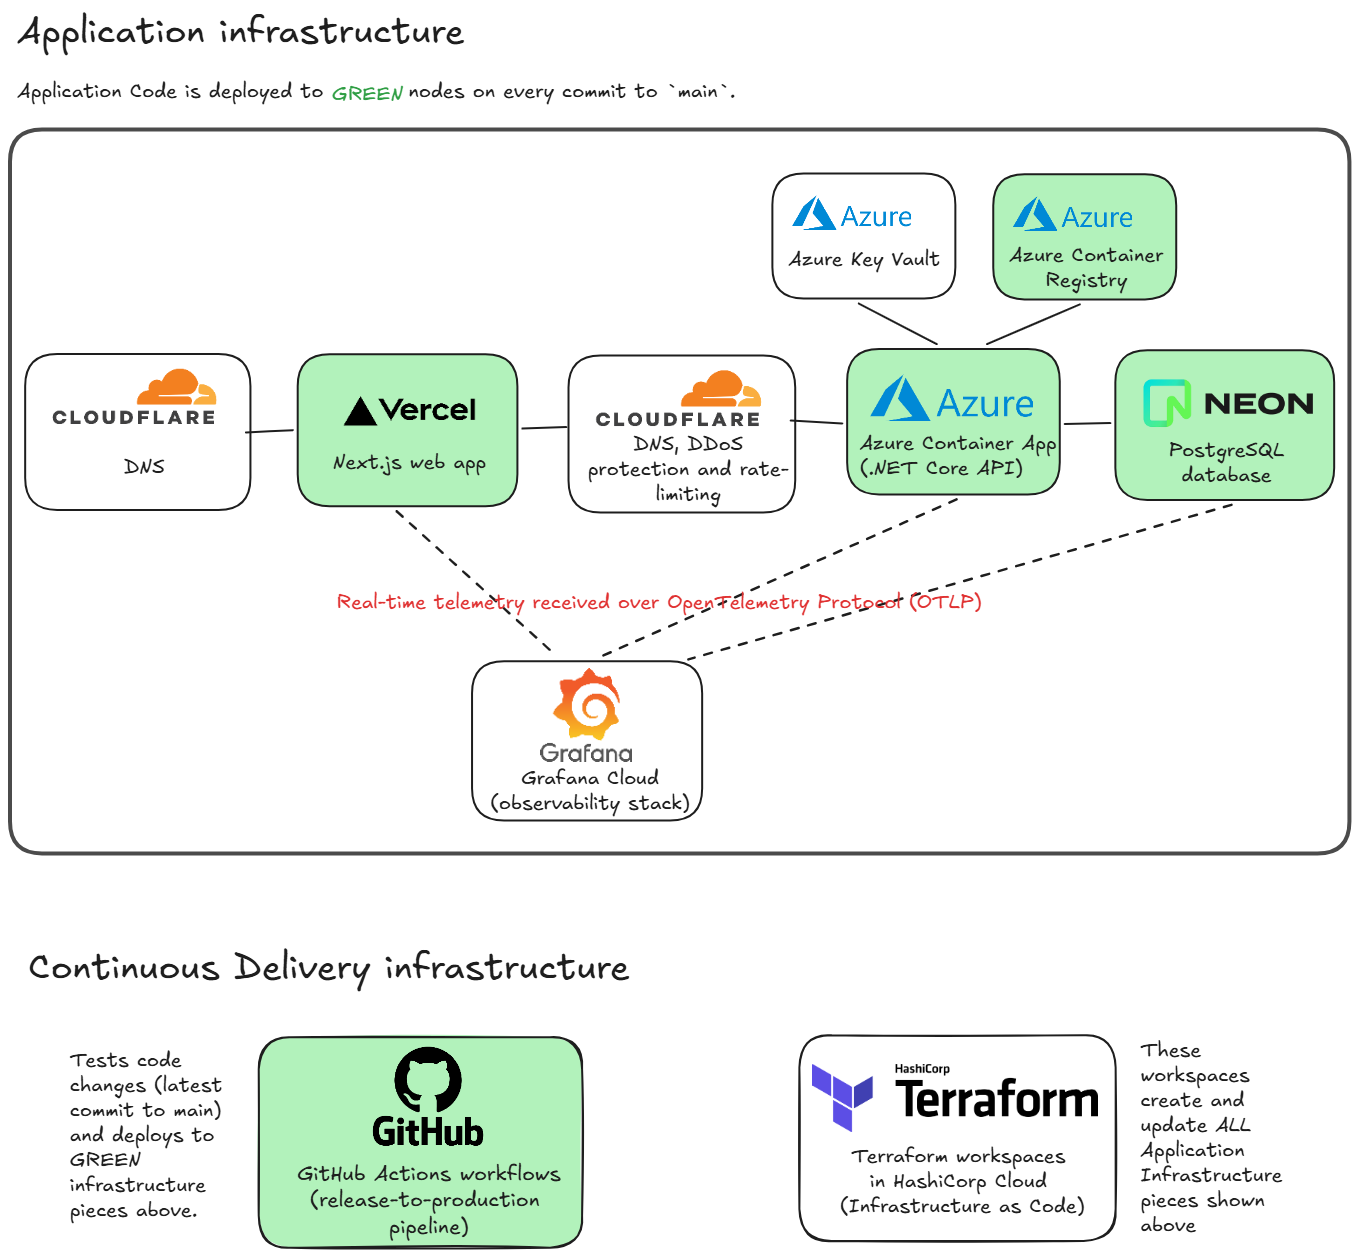 Application infrastructure
Application Code is deployed to GREEN nodes on every commit to `main`.
Azure
Azure Key Vault
Azure
Azure Container
Registry
CLOUDFLARE
DNS
Vercel
Next.js web app
CLOUDFLARE
DNS, DDoS
protection and rate-
limiting
Azure
Azure Container App
(.NET Core API)
NEON
PostgreSQL
database
Real-time telemetry received over OpenTelemetry Protocol (OTLP)
Grafana
Grafana Cloud
(observability stack)
Continuous Delivery infrastructure
Tests code
changes (latest
commit to main)
and deploys to
GREEN
infrastructure
pieces above.
GitHub
GitHub Actions workflows
(release-to-production
pipeline)
HashiCorp
Terraform
Terraform workspaces
in HashiCorp Cloud
(Infrastructure as Code)
These
workspaces
create and
update ALL
Application
Infrastructure
pieces shown
above